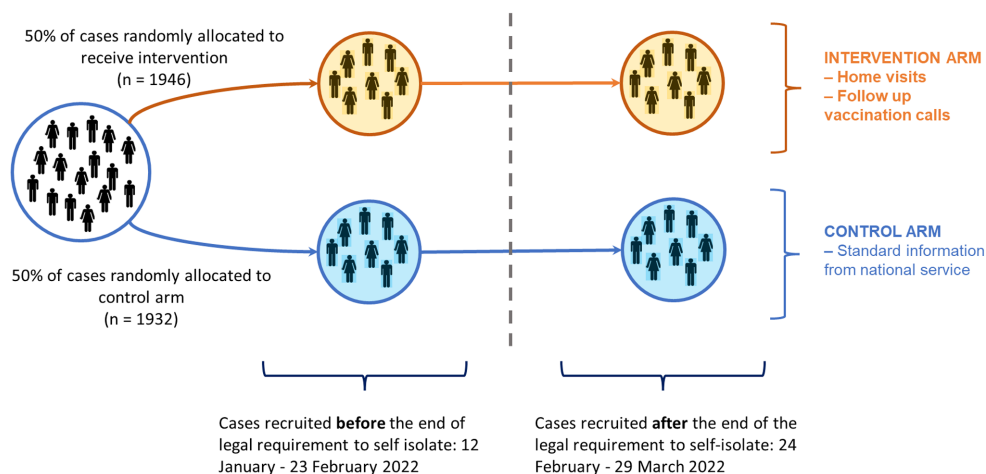 50% of cases randomly allocated to
receive intervention
(n = 1946)
INTERVENTION ARM
– Home visits
– Follow up
vaccination calls
50% of cases randomly allocated to
control arm
(n = 1932)
CONTROL ARM
– Standard information
from national service
Cases recruited before the end of
legal requirement to self isolate: 12
January - 23 February 2022
Cases recruited after the end of the
legal requirement to self-isolate: 24
February - 29 March 2022